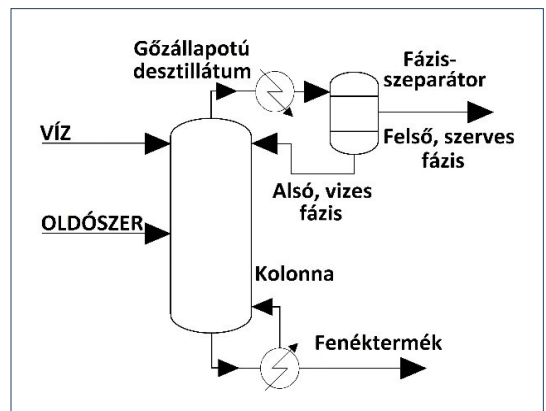 Gőzállapotú
desztillátum
Fázis-
szeparátor
VÍZ
Felső, szerves
fázis
Alsó, vizes
fázis
OLDÓSZER
Kolonna
Fenéktermék